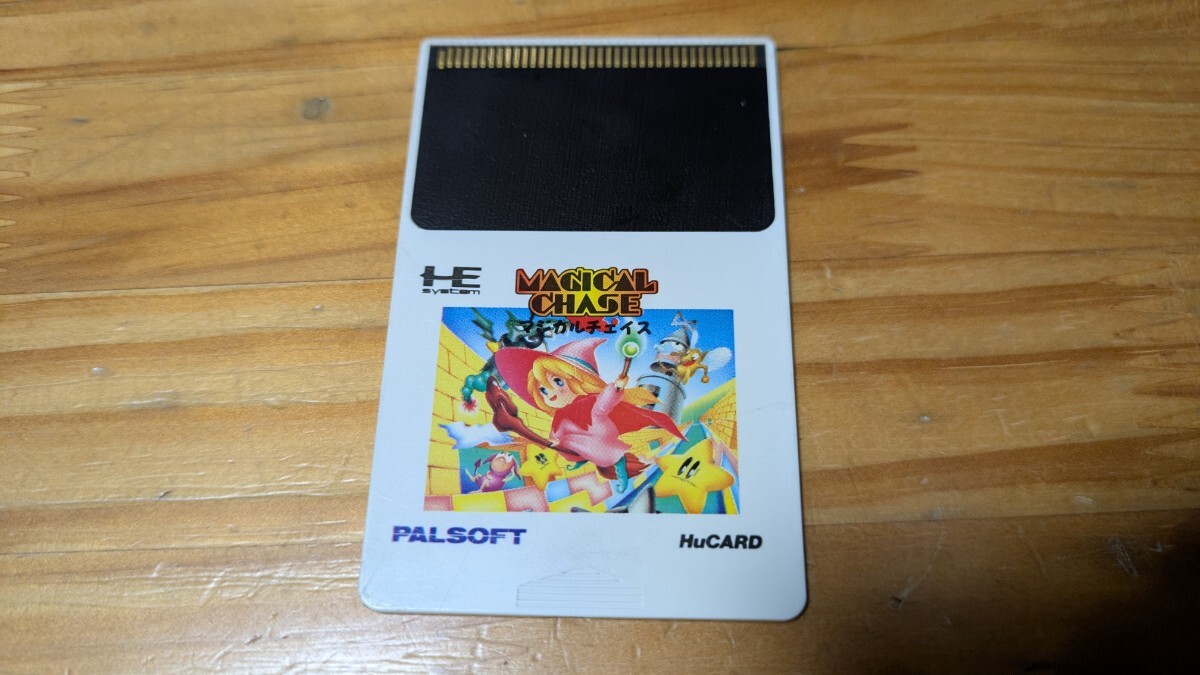 HE
system
MAGICAL
CHASE
マジカルチェイス
PALSOFT
HuCARD